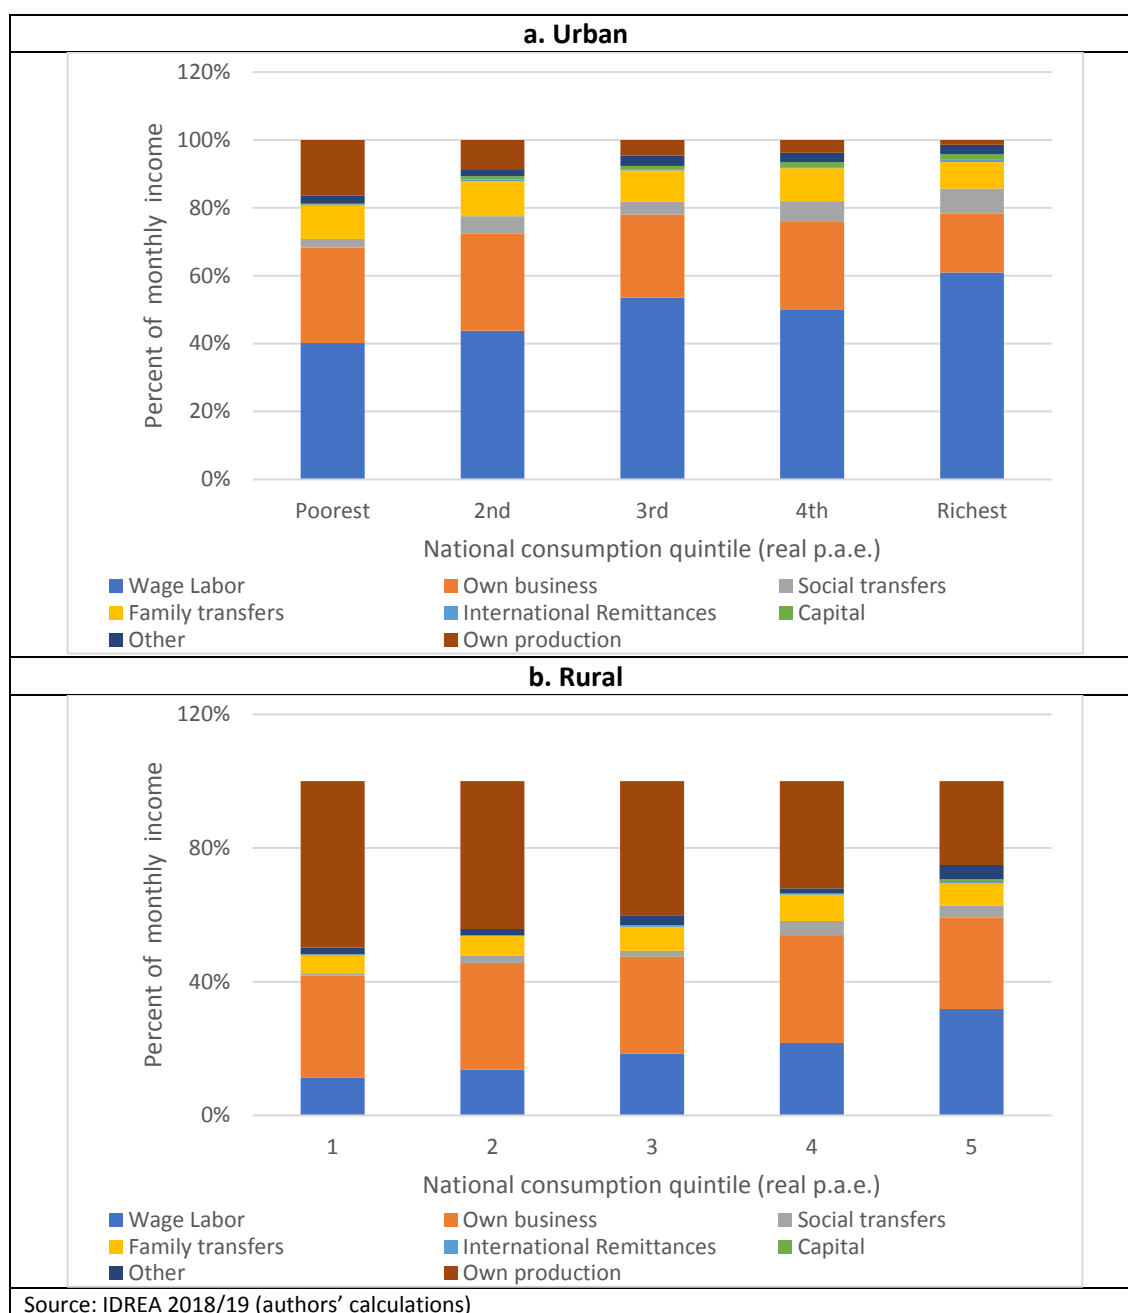 a. Urban
120%
100%
80%
60%
40%
20%
0%
Percent of monthly income
Poorest 2nd 3rd 4th Richest
National consumption quintile (real p.a.e.)
Wage Labor Own business Social transfers
Family transfers International Remittances Capital
Other Own production
b. Rural
120%
80%
40%
0%
Percent of monthly income
1 2 3 4 5
National consumption quintile (real p.a.e.)
Wage Labor Own business Social transfers
Family transfers International Remittances Capital
Other Own production
Source: IDREA 2018/19 (authors’ calculations)